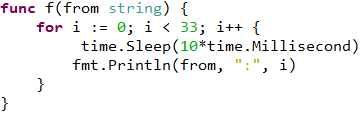 func f(from string) {
    for i := 0; i < 33; i++ {
         time.Sleep(10*time.Millisecond)
        fmt.Println(from, ":", i)
    }
}